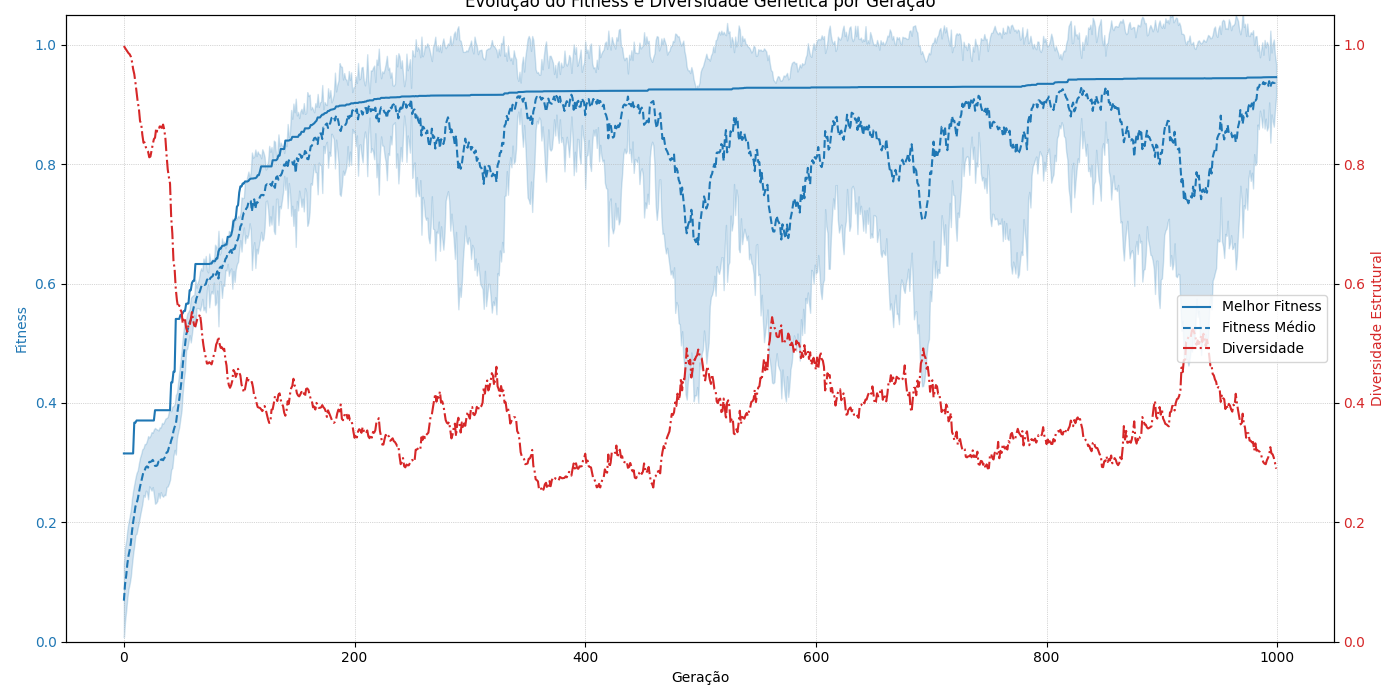 Evolução do Fitness e Diversidade Genética por Geração
1.0
0.8
0.6
0.4
0.2
0.0
Fitness
0
200
400
600
800
1000
Geração
1.0
0.8
0.6
0.4
0.2
0.0
Diversidade Estrutural
Melhor Fitness
Fitness Médio
Diversidade